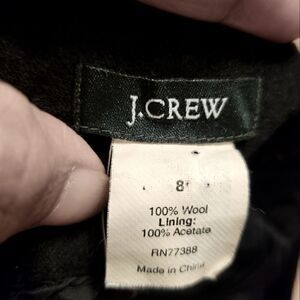 J.CREW
8
100% Wool
Lining:
100% Acetate
RN77388
Made in China